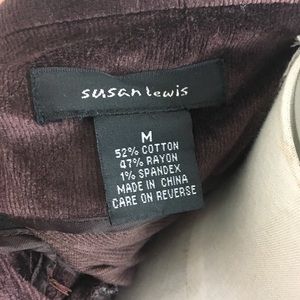 susan lewis
M
52% COTTON
47% RAYON
1% SPANDEX
MADE IN CHINA
CARE ON REVERSE